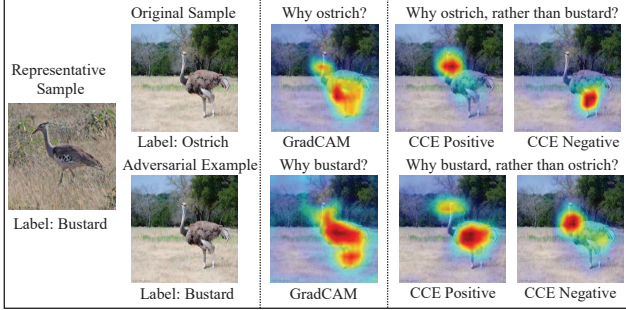 Original Sample
Why ostrich?
Why ostrich, rather than bustard?
Representative
Sample
Label: Ostrich
GradCAM
CCE Positive
CCE Negative
Adversarial Example
Why bustard?
Why bustard, rather than ostrich?
Label: Bustard
Label: Bustard
GradCAM
CCE Positive
CCE Negative